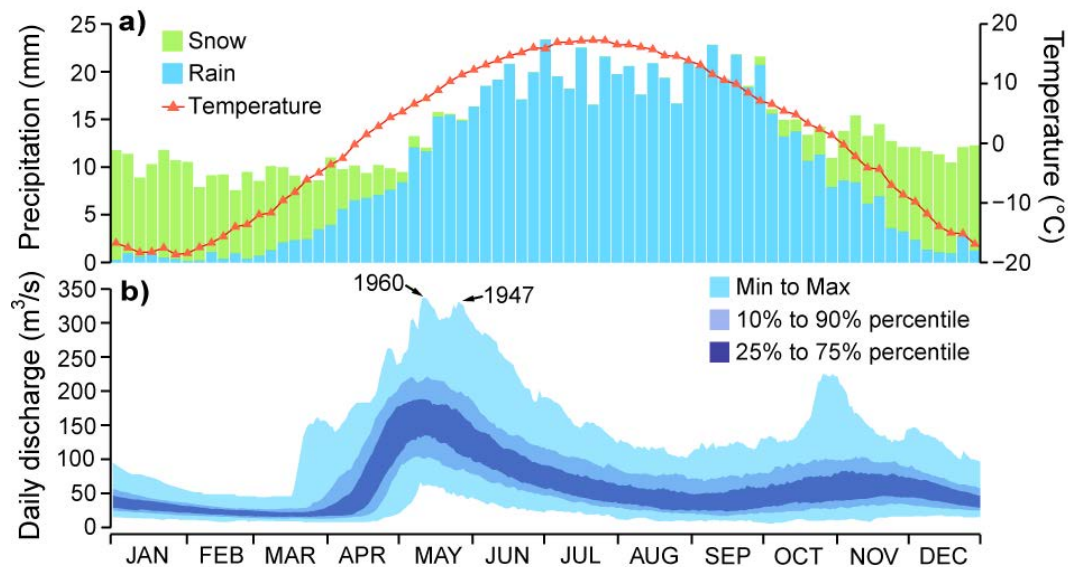 a)
Snow
Rain
Temperature
Precipitation (mm)
25
20
15
10
5
0
Temperature (°C)
20
10
0
−10
−20
b)
1960
1947
Min to Max
10% to 90% percentile
25% to 75% percentile
Daily discharge (m³/s)
350
300
250
200
150
100
50
0
JAN FEB MAR APR MAY JUN JUL AUG SEP OCT NOV DEC